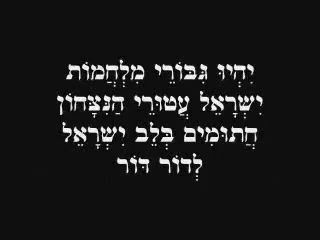 יִהְיוּ גִּבּוֹרֵי מִלְחֲמוֹת
יִשְׂרָאֵל עֲטוּרֵי הַנִּצָּחוֹן
חֲתוּמִים בְּלֵב יִשְׂרָאֵל
לְדוֹר דּוֹר